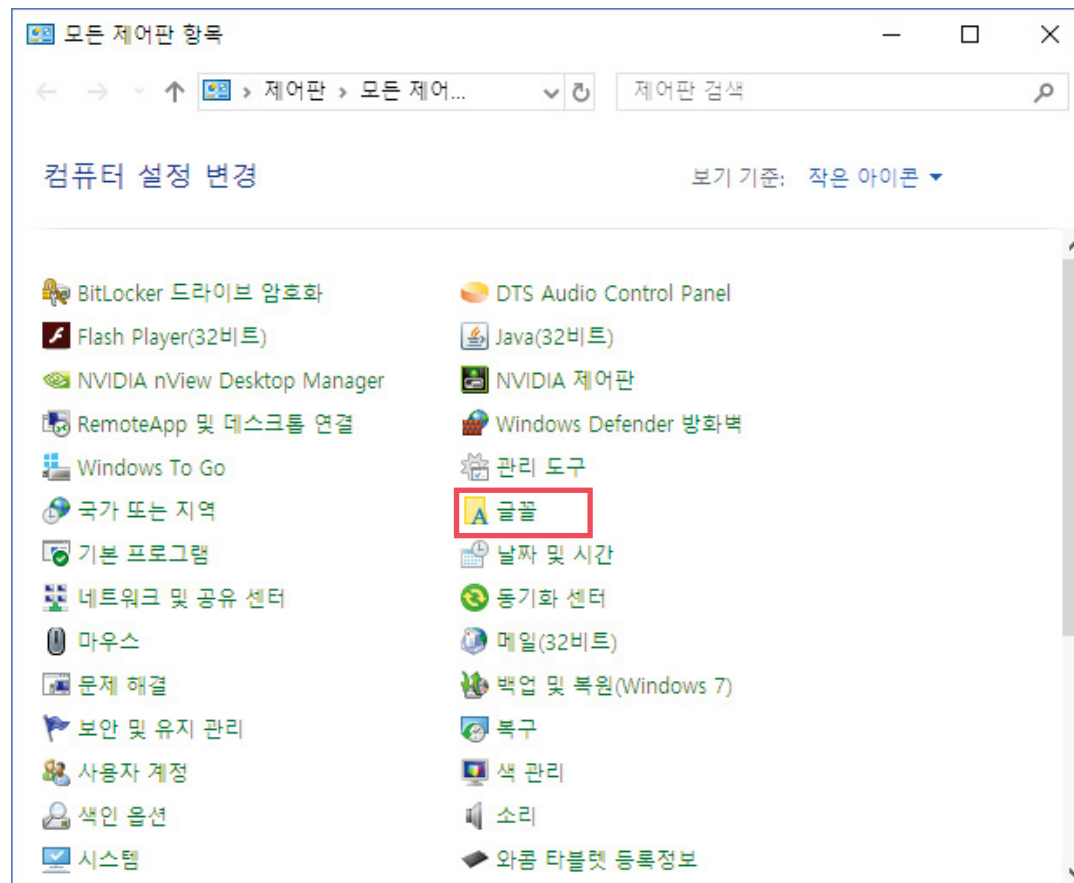 모든 제어판 항목
제어판 모든 제어... 제어판 검색
컴퓨터 설정 변경 보기 기준: 작은 아이콘
BitLocker 드라이브 암호화 DTS Audio Control Panel
Flash Player(32비트) Java(32비트)
NVIDIA nView Desktop Manager NVIDIA 제어판
RemoteApp 및 데스크톱 연결 Windows Defender 방화벽
Windows To Go 관리 도구
국가 또는 지역 글꼴
기본 프로그램 날짜 및 시간
네트워크 및 공유 센터 동기화 센터
마우스 메일(32비트)
문제 해결 백업 및 복원(Windows 7)
보안 및 유지 관리 복구
사용자 계정 색 관리
색인 옵션 소리
시스템 와콤 타블렛 등록정보